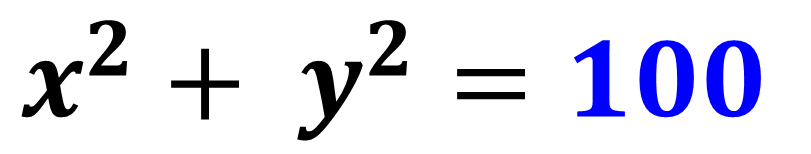 x² + y² = 100